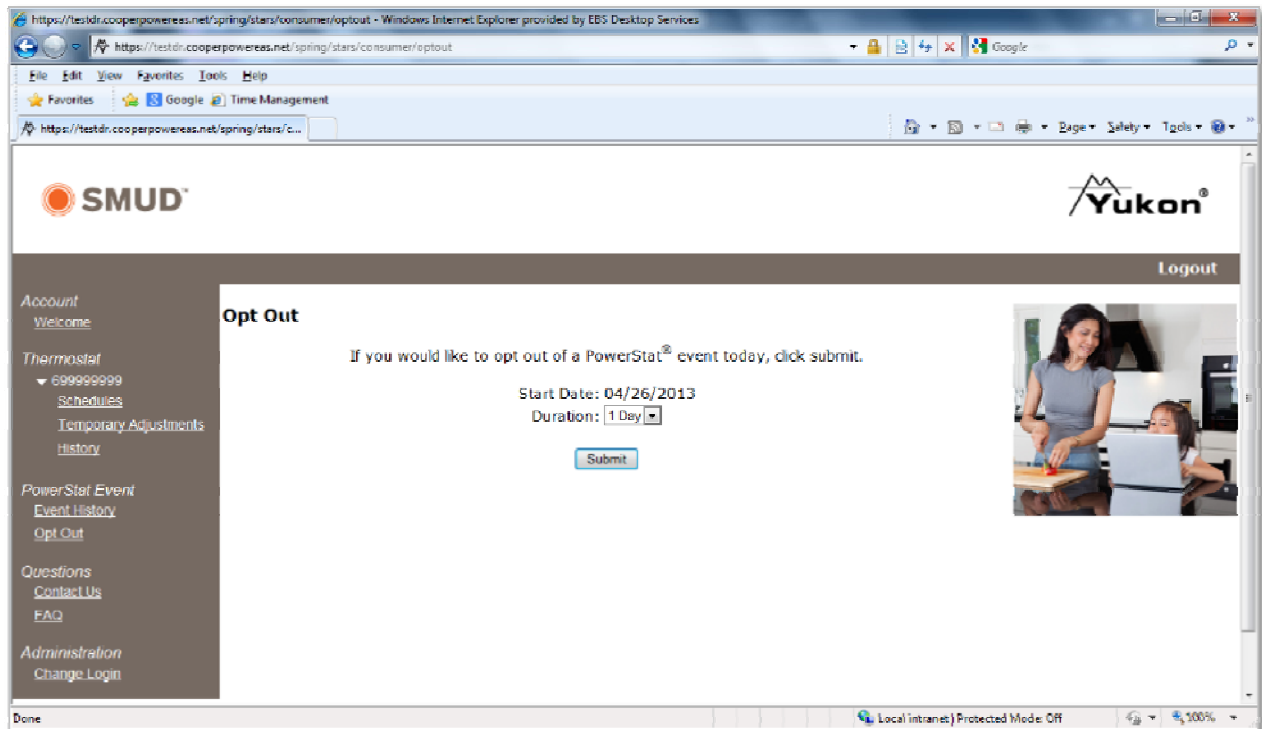 https://testdr.cooperpowereas.net/spring/stars/consumer/optout - Windows Internet Explorer provided by EBS Desktop Services
https://testdr.cooperpowereas.net/spring/stars/consumer/optout
Google
File Edit View Favorites Tools Help
Favorites Google Time Management
https://testdr.cooperpowereas.net/spring/stars/c...
Page Safety Tools
SMUD™
Yukon®
Logout
Account
Welcome
Thermostat
699999999
Schedules
Temporary Adjustments
History
PowerStat Event
Event History
Opt Out
Questions
Contact Us
FAQ
Administration
Change Login
Opt Out
If you would like to opt out of a PowerStat® event today, click submit.
Start Date: 04/26/2013
Duration: 1 Day
Submit
Done
Local intranet | Protected Mode: Off
100%